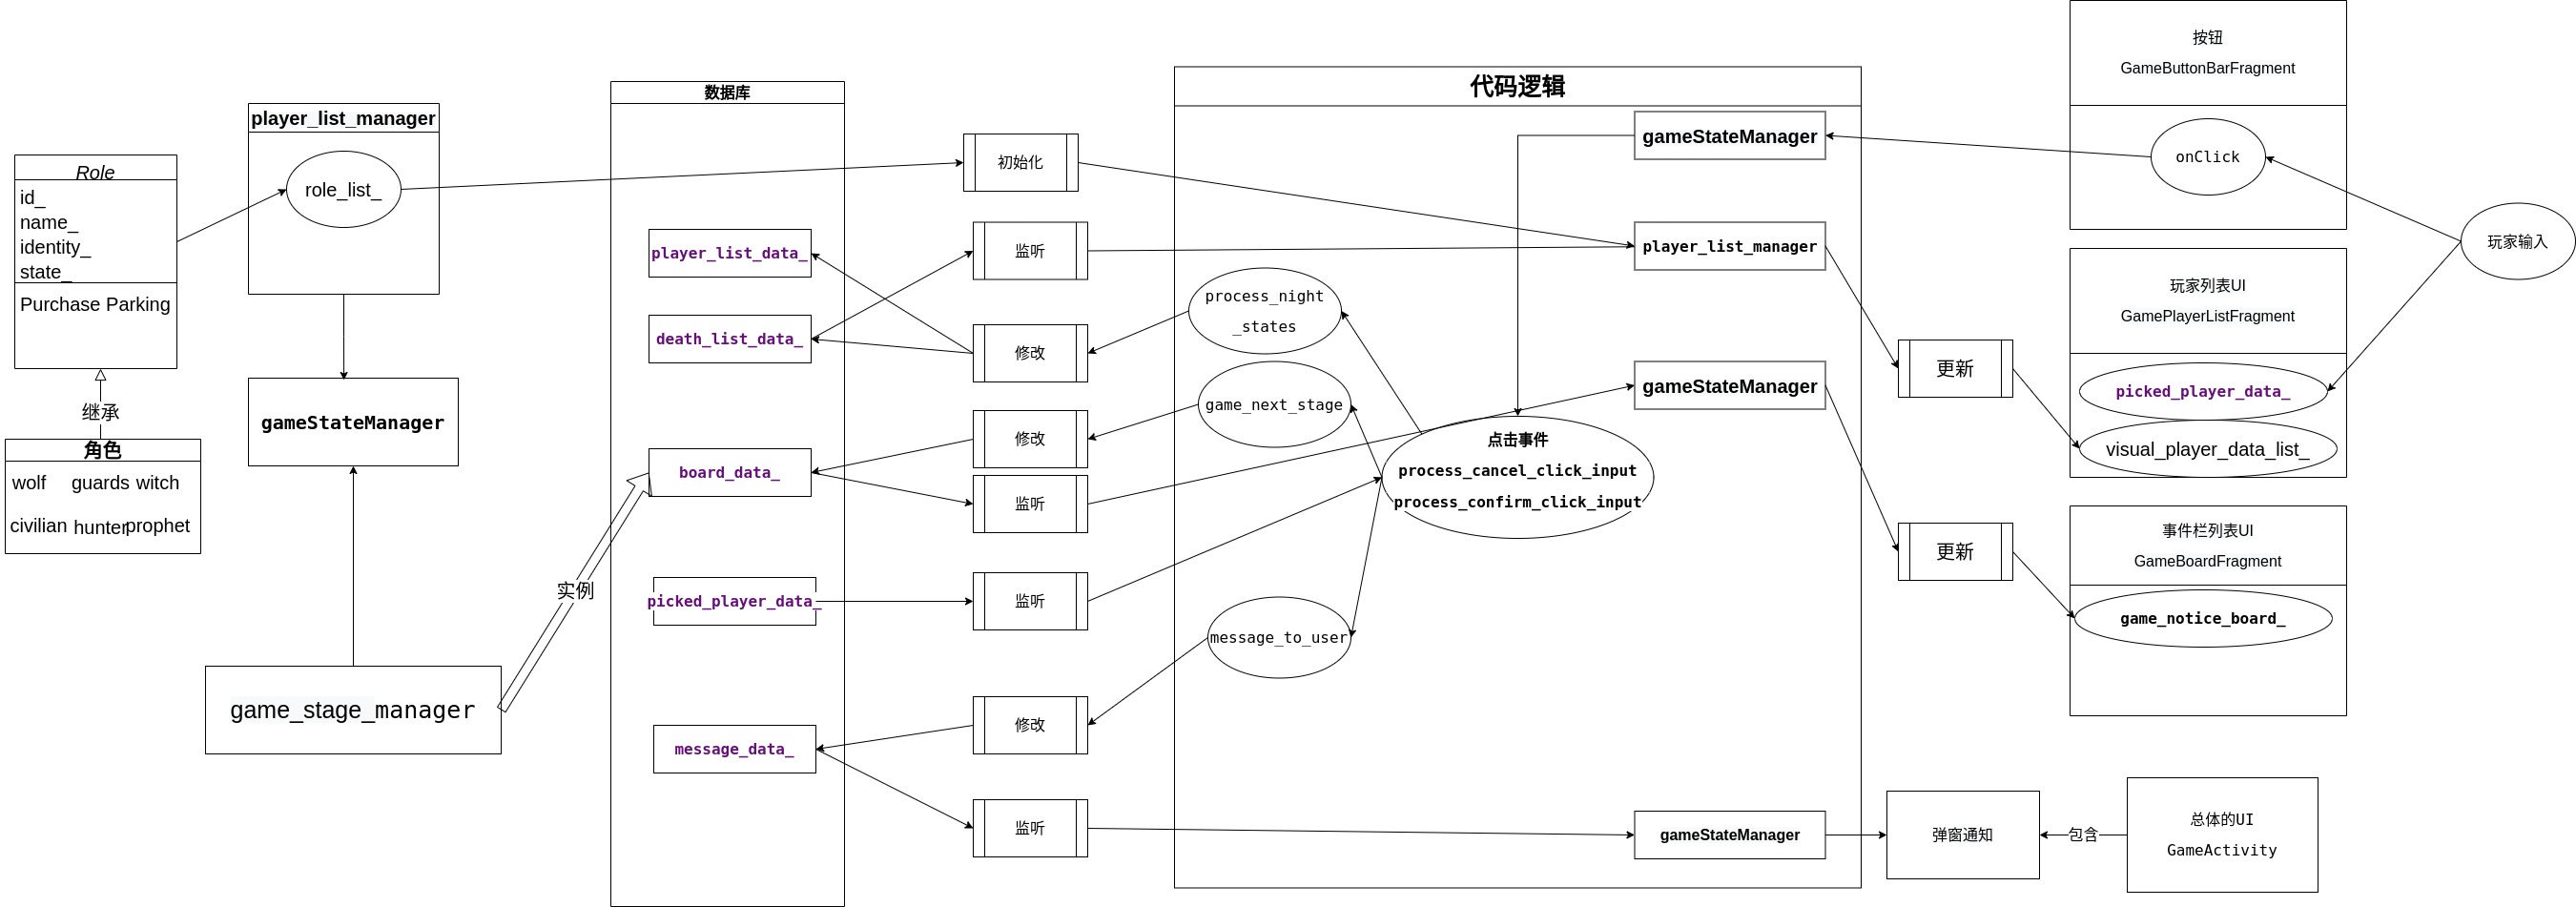 Role
id_
name_
identity_
state_
Purchase Parking
继承
角色
wolf
guards
witch
civilian
hunter
prophet
player_list_manager
role_list_
gameStateManager
game_stage_manager
实例
数据库
player_list_data_
death_list_data_
board_data_
picked_player_data_
message_data_
初始化
监听
修改
修改
监听
监听
修改
监听
代码逻辑
gameStateManager
player_list_manager
process_night
_states
game_next_stage
gameStateManager
点击事件
process_cancel_click_input
process_confirm_click_input
message_to_user
gameStateManager
更新
更新
弹窗通知
包含
按钮
GameButtonBarFragment
onClick
玩家输入
玩家列表UI
GamePlayerListFragment
picked_player_data_
visual_player_data_list_
事件栏列表UI
GameBoardFragment
game_notice_board_
总体的UI
GameActivity